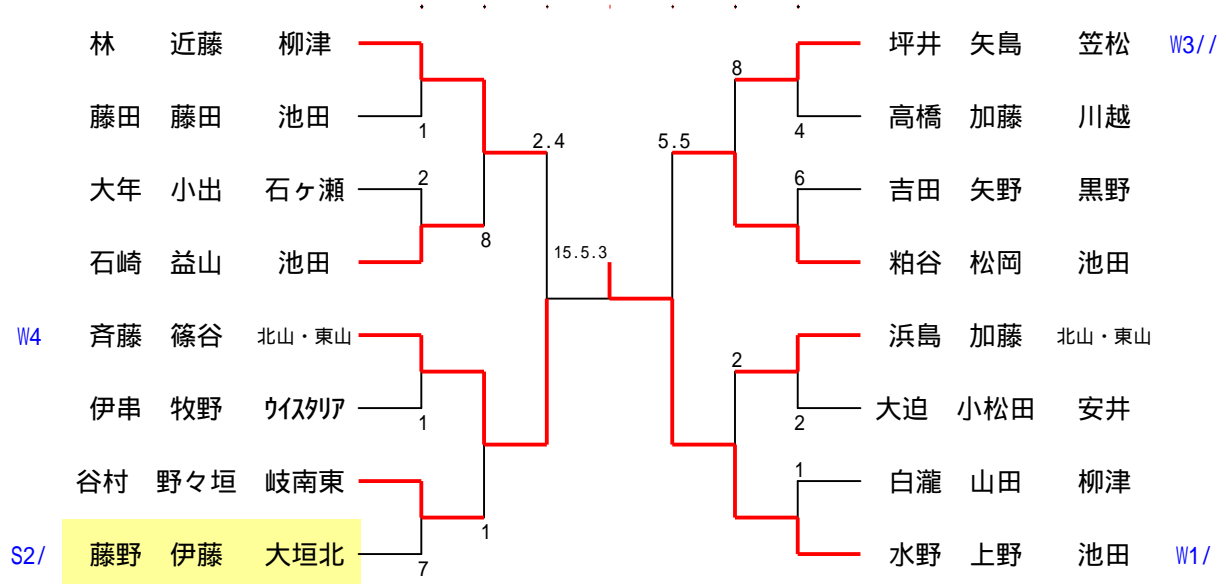 林 近藤 柳津
坪井 矢島 笠松 W3//
8
藤田 藤田 池田
1
4
高橋 加藤 川越
2.4
5.5
大年 小出 石ヶ瀬
2
6
吉田 矢野 黒野
8
石崎 益山 池田
15.5.3
粕谷 松岡 池田
W4 斉藤 篠谷 北山・東山
浜島 加藤 北山・東山
2
伊串 牧野 ウイスタリア
1
2
大迫 小松田 安井
谷村 野々垣 岐南東
1
白瀧 山田 柳津
1
S2/ 藤野 伊藤 大垣北
7
水野 上野 池田 W1/